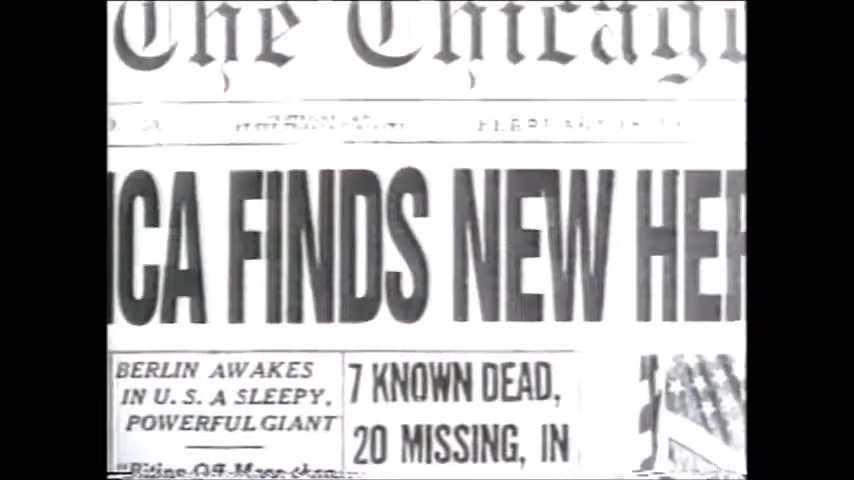 The Chicag
ICA FINDS NEW HER
BERLIN AWAKES
IN U.S. A SLEEPY,
POWERFUL GIANT
7 KNOWN DEAD,
20 MISSING, IN